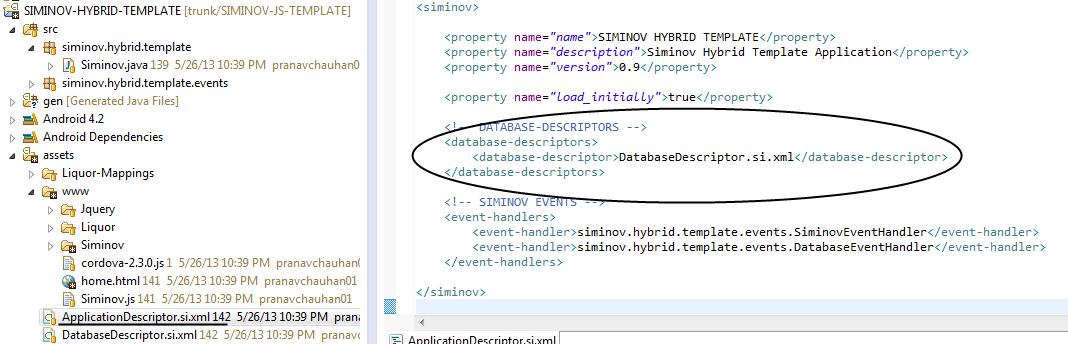 SIMINOV-HYBRID-TEMPLATE [trunk/SIMINOV-JS-TEMPLATE]
src
siminov.hybrid.template
Siminov.java 139 5/26/13 10:39 PM pranavchauhan0
siminov.hybrid.template.events
gen [Generated Java Files]
Android 4.2
Android Dependencies
assets
Liquor-Mappings
www
Jquery
Liquor
Siminov
cordova-2.3.0.js 1 5/26/13 10:39 PM pranavchauhan
home.html 141 5/26/13 10:39 PM pranavchauhan01
Siminov.js 141 5/26/13 10:39 PM pranavchauhan01
ApplicationDescriptor.si.xml 142 5/26/13 10:39 PM prana
DatabaseDescriptor.si.xml 142 5/26/13 10:39 PM pranav
<siminov>
<property name="name">SIMINOV HYBRID TEMPLATE</property>
<property name="description">Siminov Hybrid Template Application</property>
<property name="version">0.9</property>
<property name="load_initially">true</property>
<!-- DATABASE-DESCRIPTORS -->
<database-descriptors>
<database-descriptor>DatabaseDescriptor.si.xml</database-descriptor>
</database-descriptors>
<!-- SIMINOV EVENTS -->
<event-handlers>
<event-handler>siminov.hybrid.template.events.SiminovEventHandler</event-handler>
<event-handler>siminov.hybrid.template.events.DatabaseEventHandler</event-handler>
</event-handlers>
</siminov>
ApplicationDescriptor.si.xml